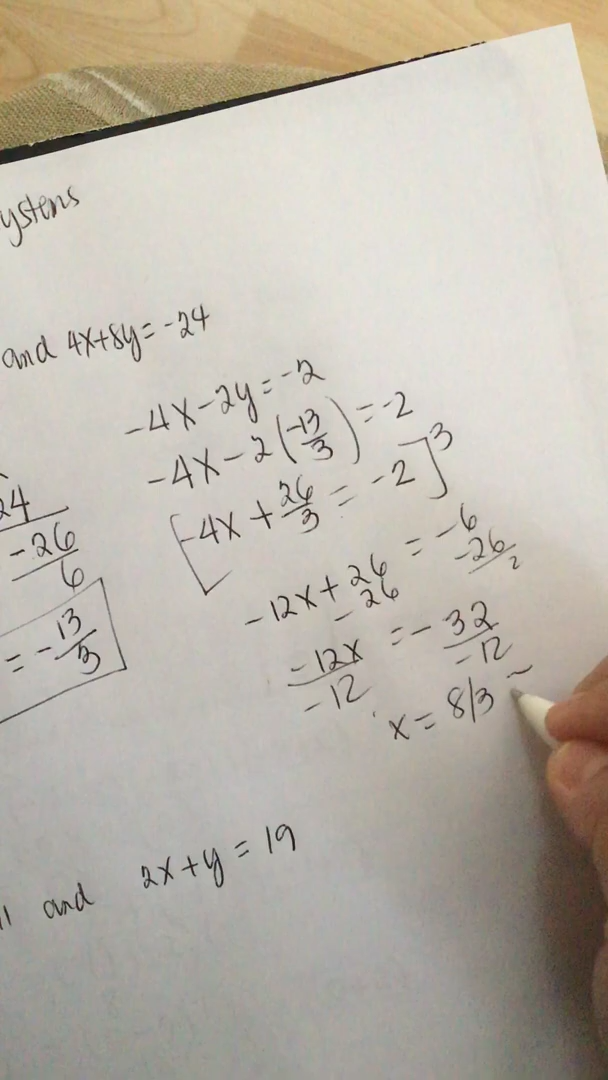 ystems
and 4x+8y=-24
-4x-2y=-2
-4x-2(-13/3)=-2
[-4x+26/3=-2]3
24
-26
6
=-13/3
-12x+26=-6
-26 -26
-12x=-32
-12 -12
x=8/3
11 and 2x+y=19